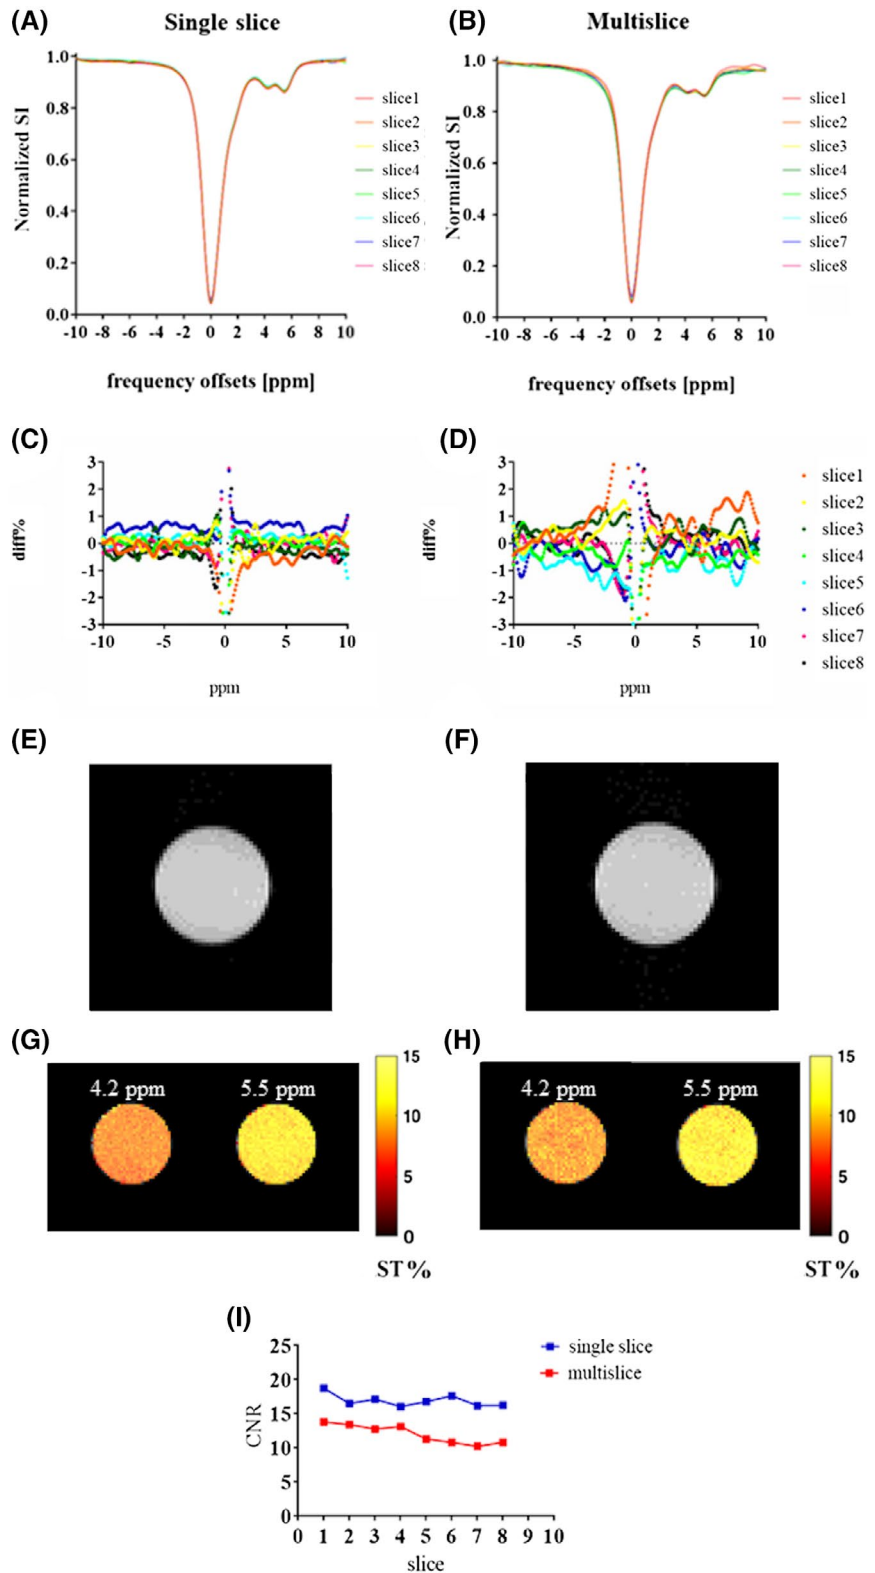 (A) Single slice
Normalized SI
1.0
0.8
0.6
0.4
0.2
0.0
-10 -8 -6 -4 -2 0 2 4 6 8 10
frequency offsets [ppm]
slice1
slice2
slice3
slice4
slice5
slice6
slice7
slice8
(B) Multislice
Normalized SI
1.0
0.8
0.6
0.4
0.2
0.0
-10 -8 -6 -4 -2 0 2 4 6 8 10
frequency offsets [ppm]
slice1
slice2
slice3
slice4
slice5
slice6
slice7
slice8
(C)
diff%
3
2
1
0
-1
-2
-3
-10 -5 0 5 10
ppm
(D)
diff%
3
2
1
0
-1
-2
-3
-10 -5 0 5 10
ppm
slice1
slice2
slice3
slice4
slice5
slice6
slice7
slice8
(E)
(F)
(G)
4.2 ppm 5.5 ppm
15
10
5
0
ST%
(H)
4.2 ppm 5.5 ppm
15
10
5
0
ST%
(I)
CNR
25
20
15
10
5
0
0 1 2 3 4 5 6 7 8 9 10
slice
single slice
multislice